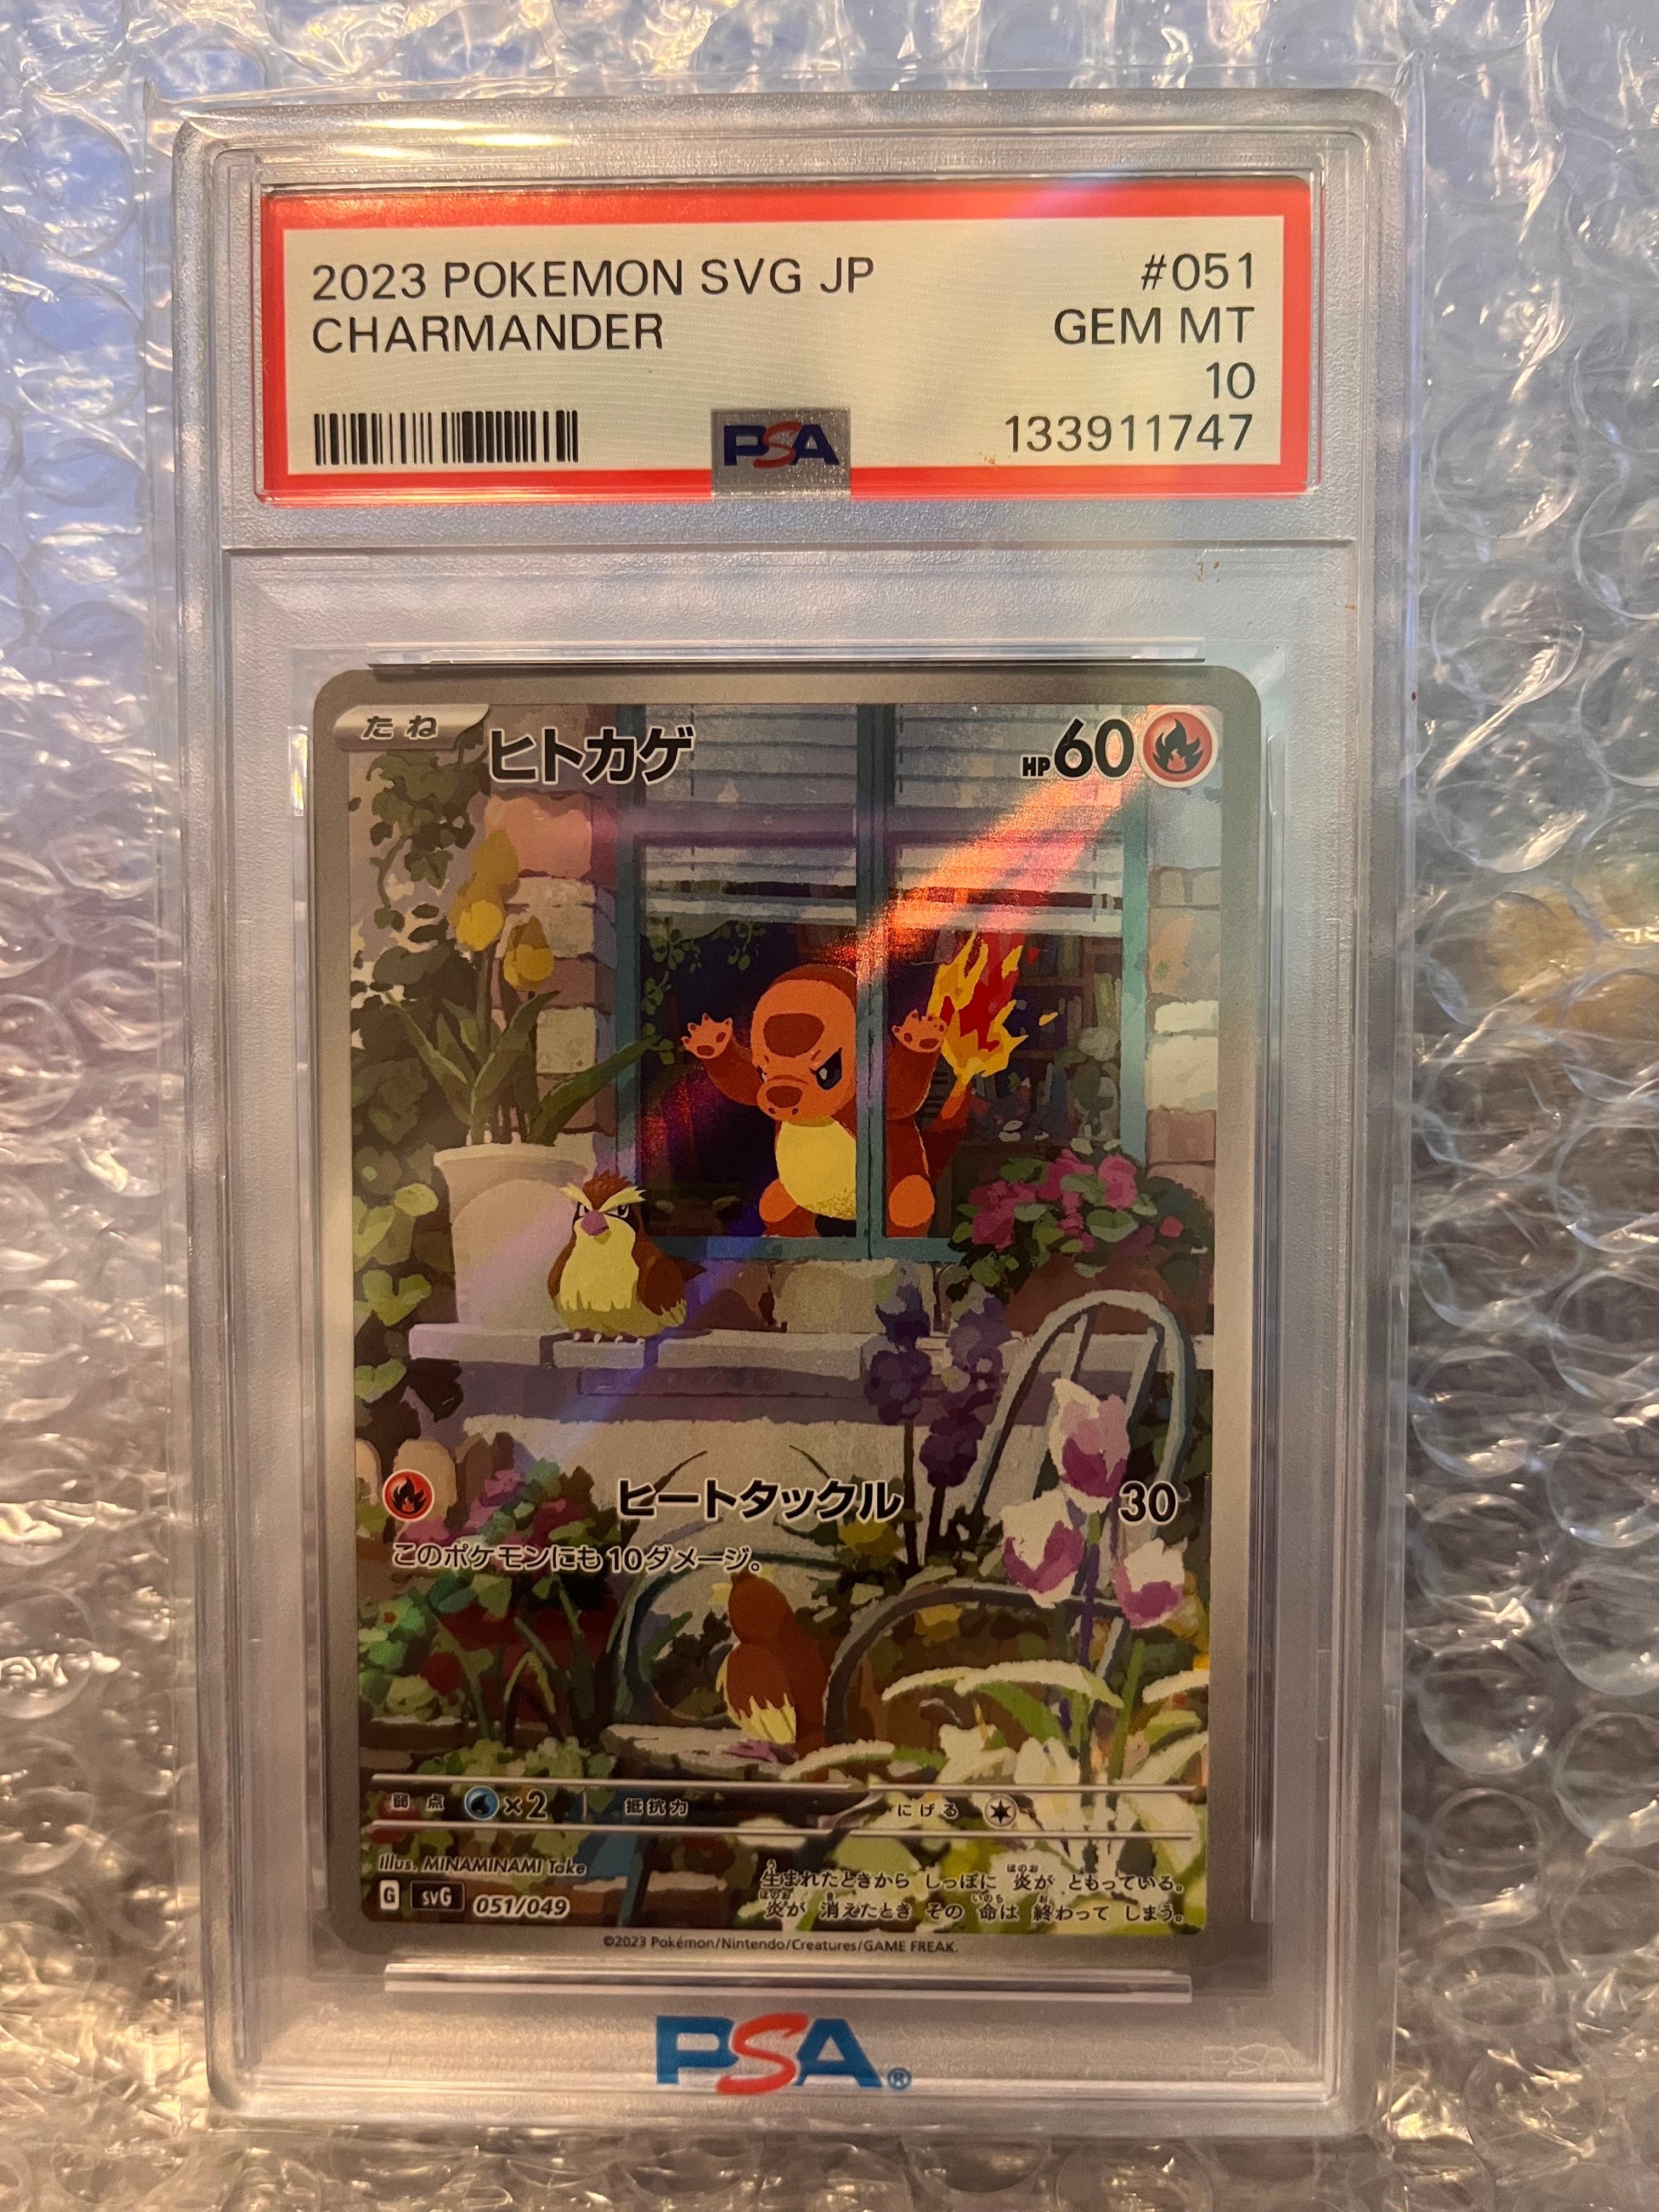 2023 POKEMON SVG JP #051
CHARMANDER GEM MT
10
PSA 133911747
たね ヒトカゲ HP60
ヒートタックル 30
このポケモンにも10ダメージ。
弱点 ×2 抵抗力 にげる
Illus. MINAMINAMI Take
G svG 051/049
生まれたときから しっぽに 炎が ともっている。
炎が 消えたとき その 命は 終わって しまう。
©2023 Pokémon/Nintendo/Creatures/GAME FREAK.
PSA®
PSA